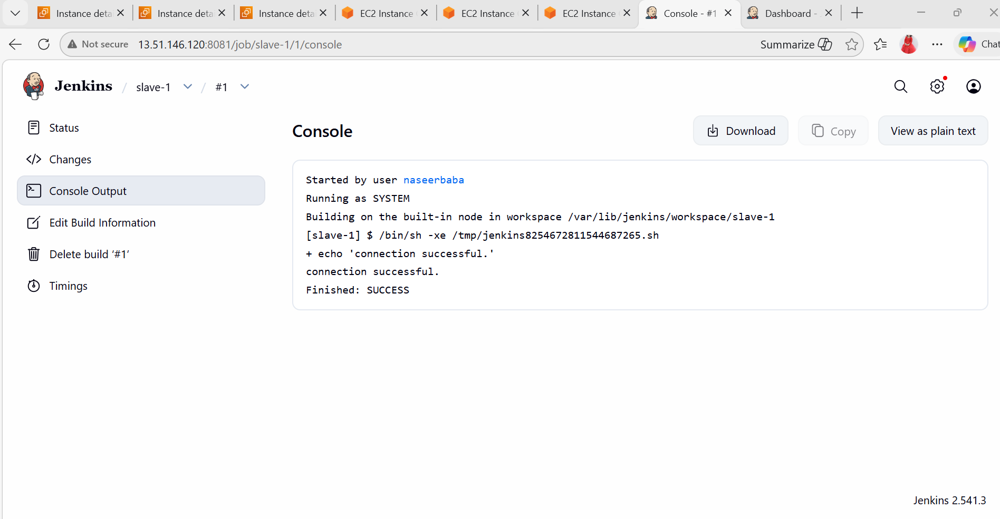 Instance deta
Instance deta
Instance deta
EC2 Instance
EC2 Instance
EC2 Instance
Console - #1
Dashboard -
Not secure
13.51.146.120:8081/job/slave-1/1/console
Summarize
Chat
Jenkins / slave-1 / #1
Status
Changes
Console Output
Edit Build Information
Delete build ‘#1’
Timings
Console
Download
Copy
View as plain text
Started by user naseerbaba
Running as SYSTEM
Building on the built-in node in workspace /var/lib/jenkins/workspace/slave-1
[slave-1] $ /bin/sh -xe /tmp/jenkins8254672811544687265.sh
+ echo 'connection successful.'
connection successful.
Finished: SUCCESS
Jenkins 2.541.3